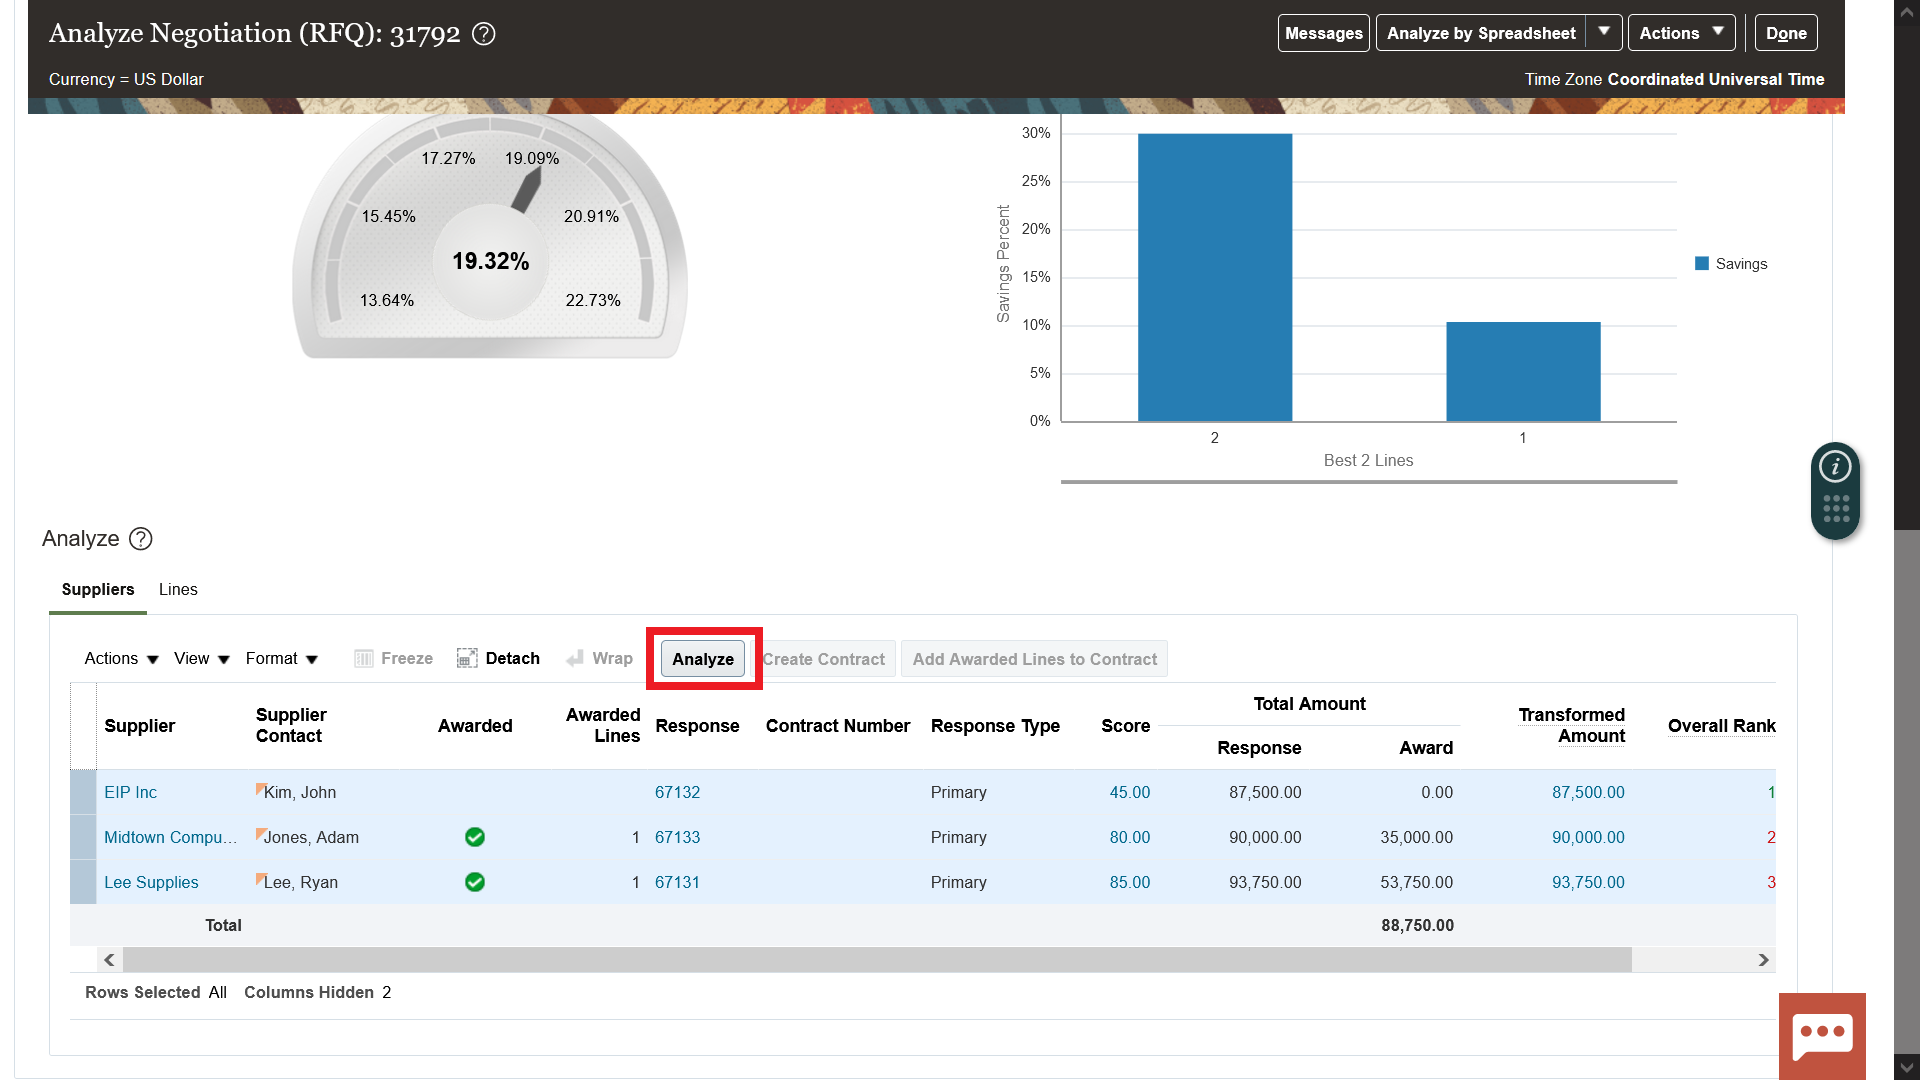 Analyze Negotiation (RFQ): 31792 ?
Messages Analyze by Spreadsheet Actions Done
Currency = US Dollar
Time Zone Coordinated Universal Time
17.27% 19.09%
15.45% 20.91%
19.32%
13.64% 22.73%
30%
25%
20%
15%
10%
5%
0%
Savings Percent
2 1
Best 2 Lines
Savings
i
Analyze ?
Suppliers Lines
Actions View Format Freeze Detach Wrap Analyze Create Contract Add Awarded Lines to Contract
Supplier Supplier Contact Awarded Awarded Lines Response Contract Number Response Type Score Total Amount Response Award Transformed Amount Overall Rank
EIP Inc Kim, John 67132 Primary 45.00 87,500.00 0.00 87,500.00 1
Midtown Compu... Jones, Adam 1 67133 Primary 80.00 90,000.00 35,000.00 90,000.00 2
Lee Supplies Lee, Ryan 1 67131 Primary 85.00 93,750.00 53,750.00 93,750.00 3
Total 88,750.00
Rows Selected All Columns Hidden 2